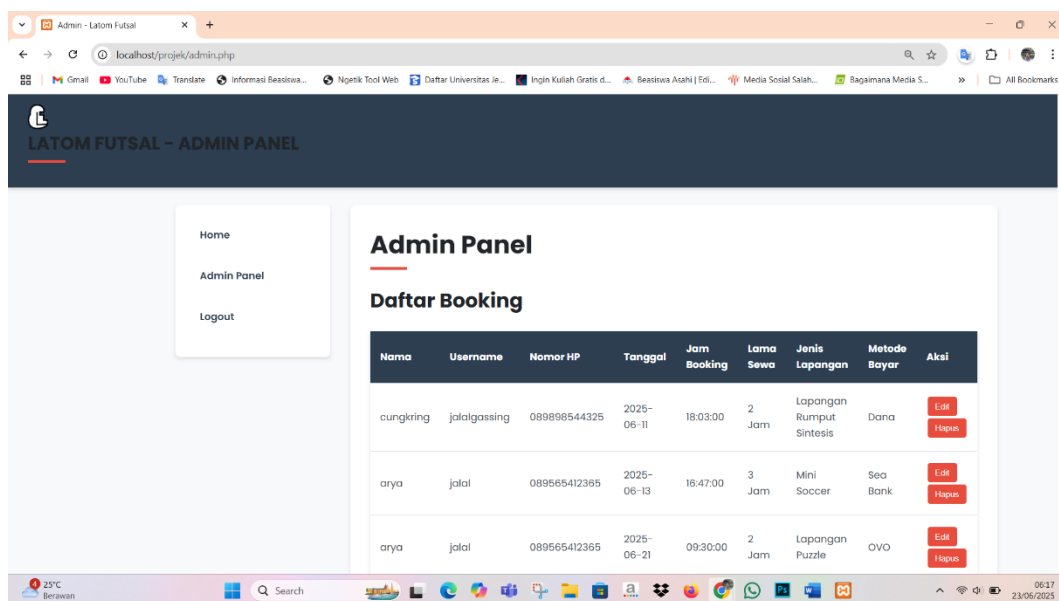 Admin - Latom Futsal
localhost/projek/admin.php
Gmail YouTube Translate Informasi Beasiswa... Ngetik Tool Web Daftar Universitas Je... Ingin Kuliah Gratis d... Beasiswa Asahi | Edi... Media Sosial Salah... Bagaimana Media S... » All Bookmarks
LATOM FUTSAL - ADMIN PANEL
Home
Admin Panel
Logout
Admin Panel
Daftar Booking
Nama Username Nomor HP Tanggal Jam Booking Lama Sewa Jenis Lapangan Metode Bayar Aksi
cungkring jalalgassing 089898544325 2025-06-11 18:03:00 2 Jam Lapangan Rumput Sintesis Dana Edit Hapus
arya jalal 089565412365 2025-06-13 16:47:00 3 Jam Mini Soccer Sea Bank Edit Hapus
arya jalal 089565412365 2025-06-21 09:30:00 2 Jam Lapangan Puzzle OVO Edit Hapus
4 25°C
Berawan
Search
06:17
23/06/2025